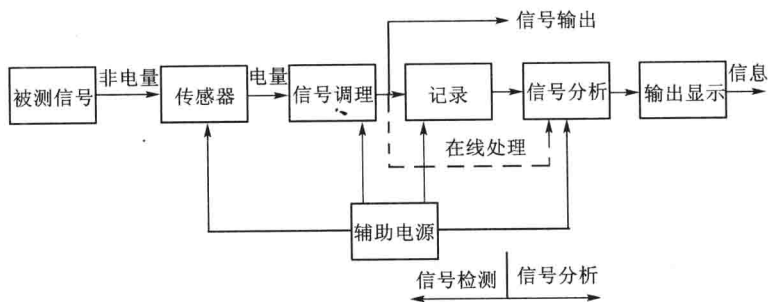 信号输出
非电量
电量
信息
被测信号
传感器
信号调理
记录
信号分析
输出显示
在线处理
辅助电源
信号检测
信号分析